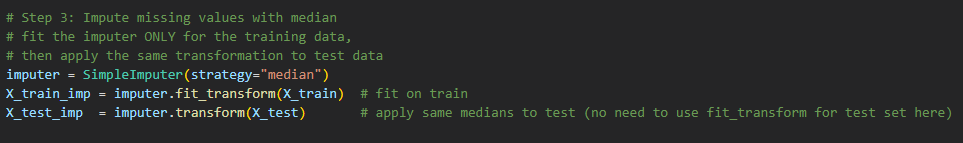 # Step 3: Impute missing values with median
# fit the imputer ONLY for the training data,
# then apply the same transformation to test data
imputer = SimpleImputer(strategy="median")
X_train_imp = imputer.fit_transform(X_train)  # fit on train
X_test_imp  = imputer.transform(X_test)       # apply same medians to test (no need to use fit_transform for test set here)